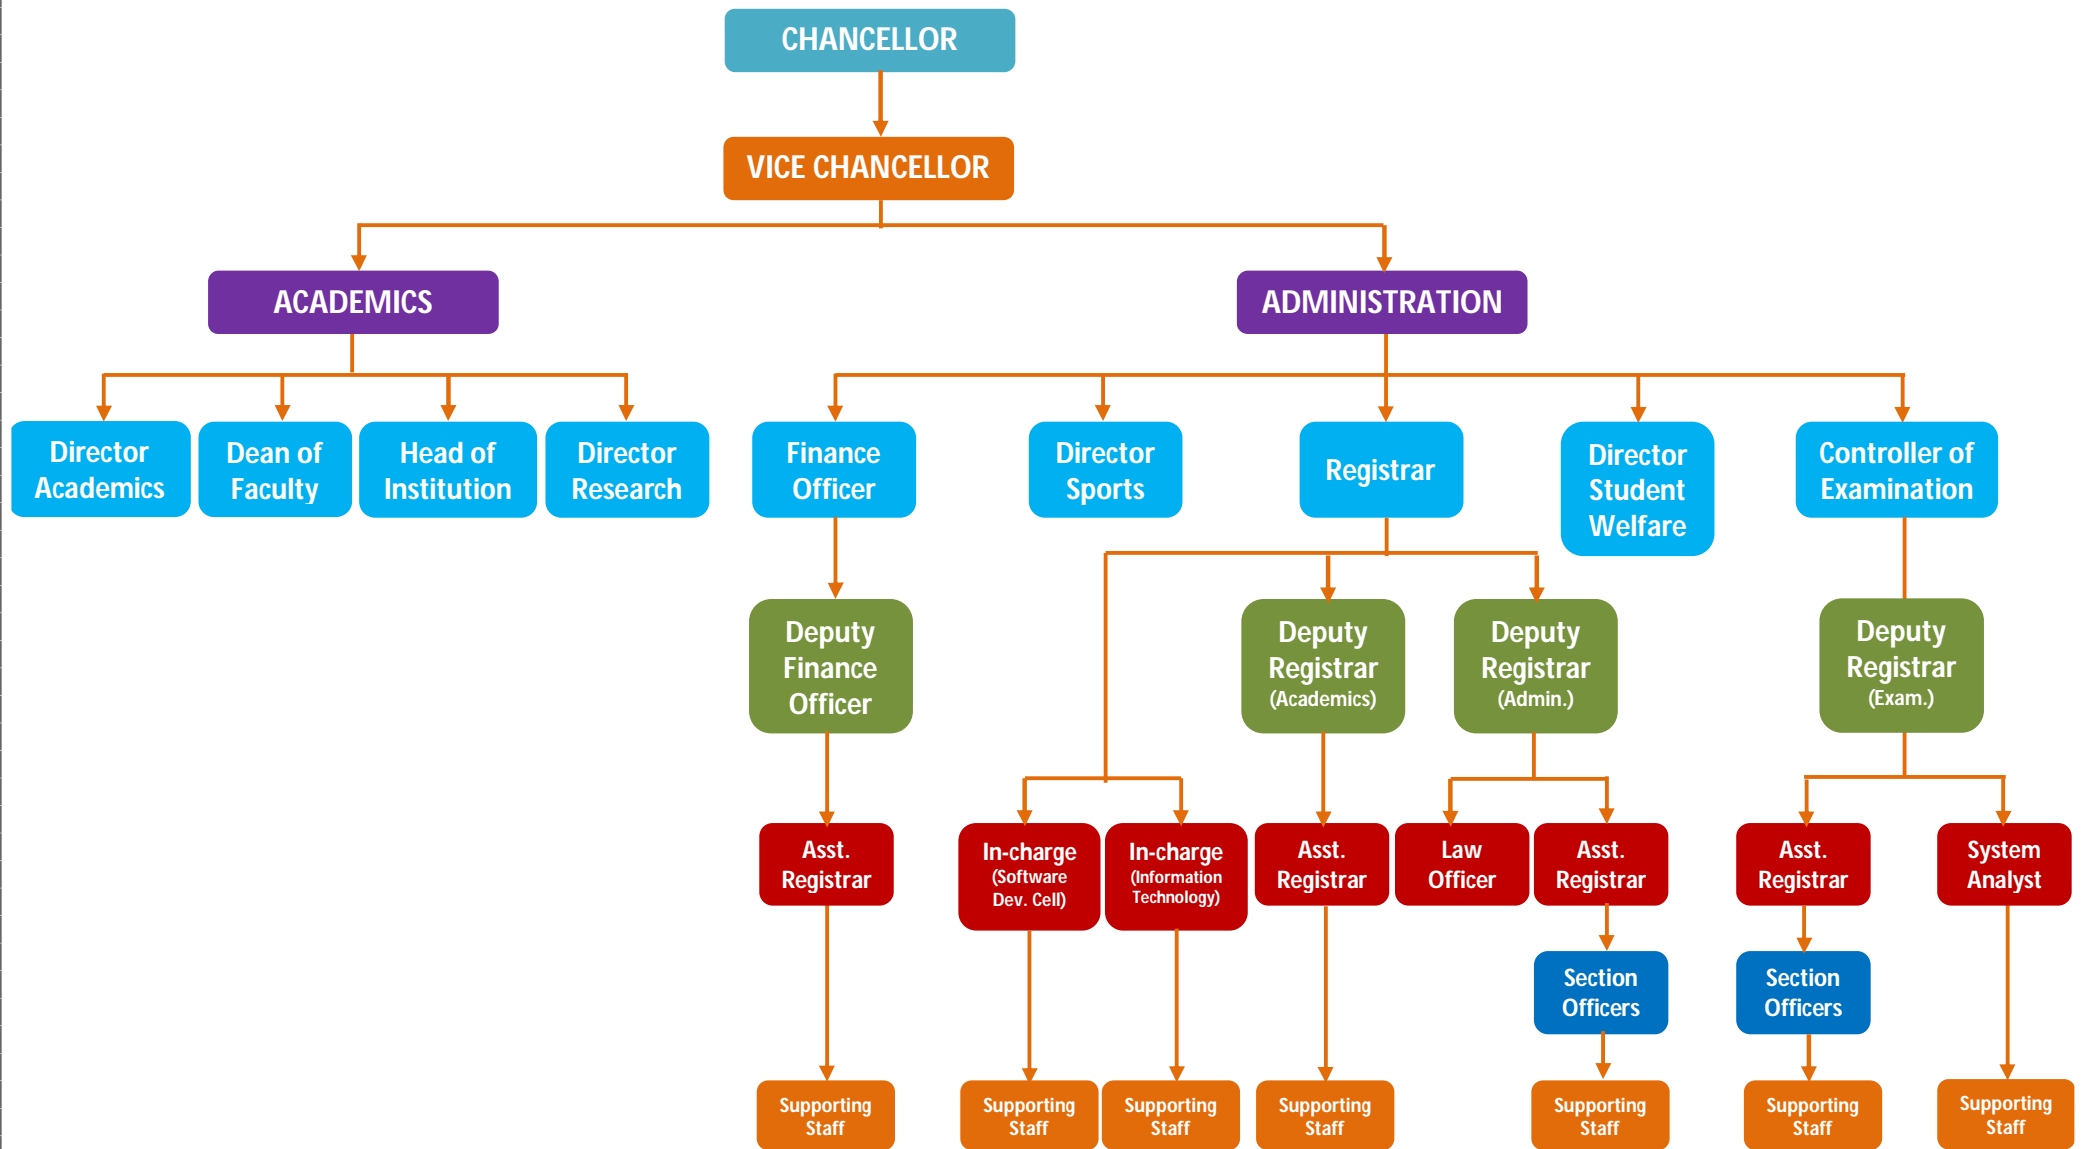 CHANCELLOR
VICE CHANCELLOR
ACADEMICS
ADMINISTRATION
Director
Academics
Dean of
Faculty
Head of
Institution
Director
Research
Finance
Officer
Director
Sports
Registrar
Director
Student
Welfare
Controller of
Examination
Deputy
Finance
Officer
Deputy
Registrar
(Academics)
Deputy
Registrar
(Admin.)
Deputy
Registrar
(Exam.)
Asst.
Registrar
In-charge
(Software
Dev. Cell)
In-charge
(Information
Technology)
Asst.
Registrar
Law
Officer
Asst.
Registrar
Asst.
Registrar
System
Analyst
Section
Officers
Section
Officers
Supporting
Staff
Supporting
Staff
Supporting
Staff
Supporting
Staff
Supporting
Staff
Supporting
Staff
Supporting
Staff